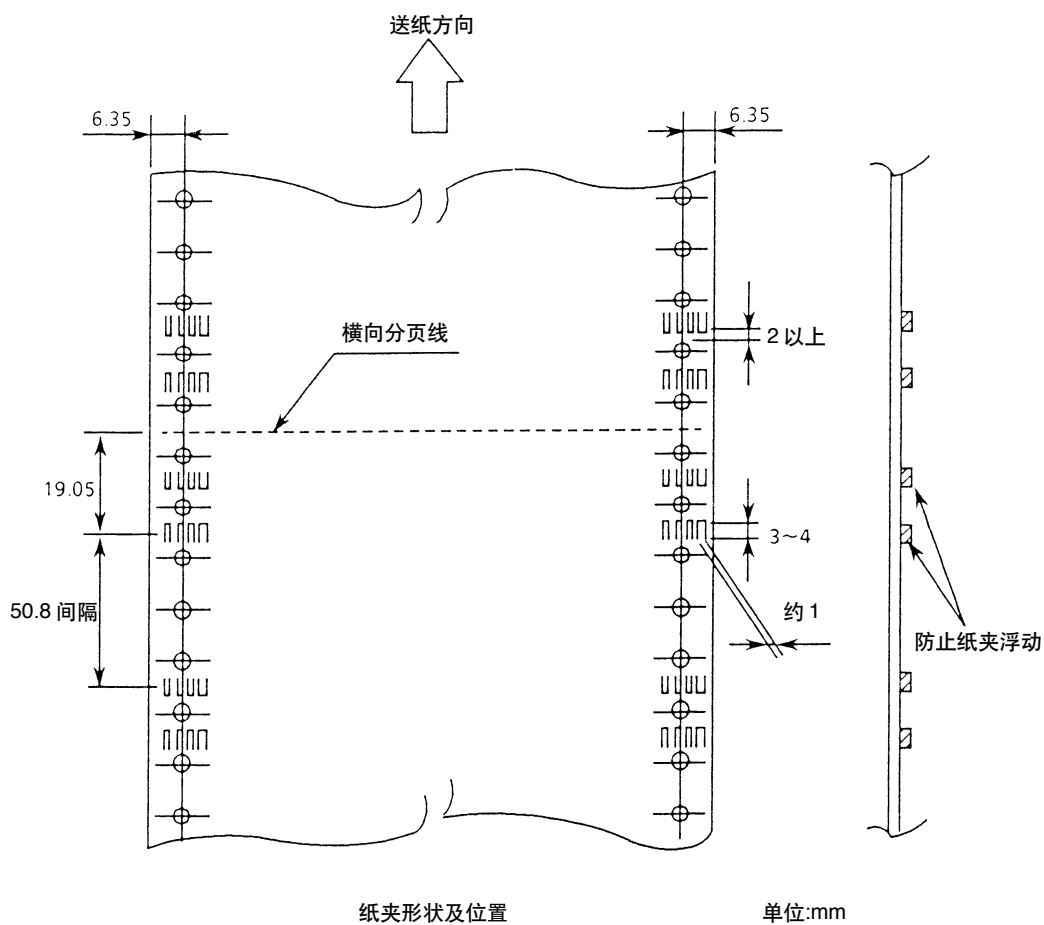 送纸方向
6.35
6.35
横向分页线
2 以上
19.05
3～4
50.8 间隔
约 1
防止纸夹浮动
纸夹形状及位置
单位:mm